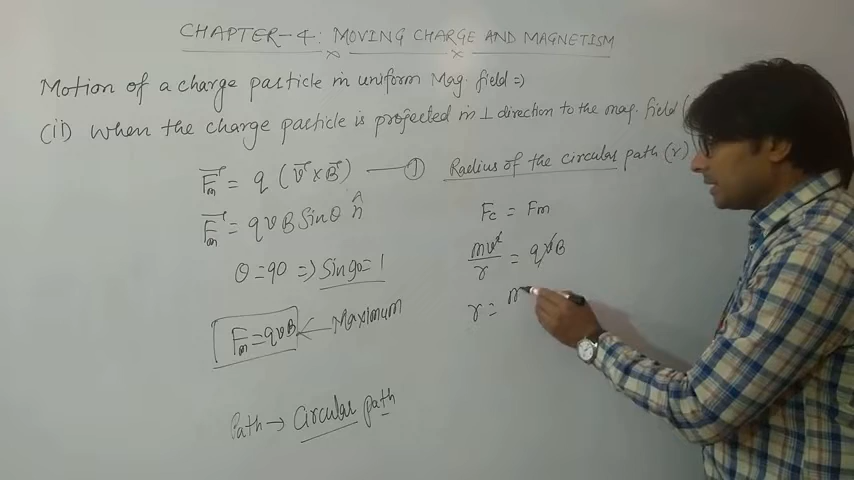 CHAPTER-4: MOVING CHARGE AND MAGNETISM
Motion of a charge particle in uniform Mag. field ⇒
(ii) when the charge particle is projected in ⊥ direction to the mag. field (
F⃗m = q (v⃗ × B⃗) — ①
F⃗m = qvB Sinθ n̂
θ = 90 ⇒ Sin90 = 1
Fm = qvB ← Maximum
Path → Circular path
Radius of the circular path (r)
Fc = Fm
mv²/r = qvB
r = m